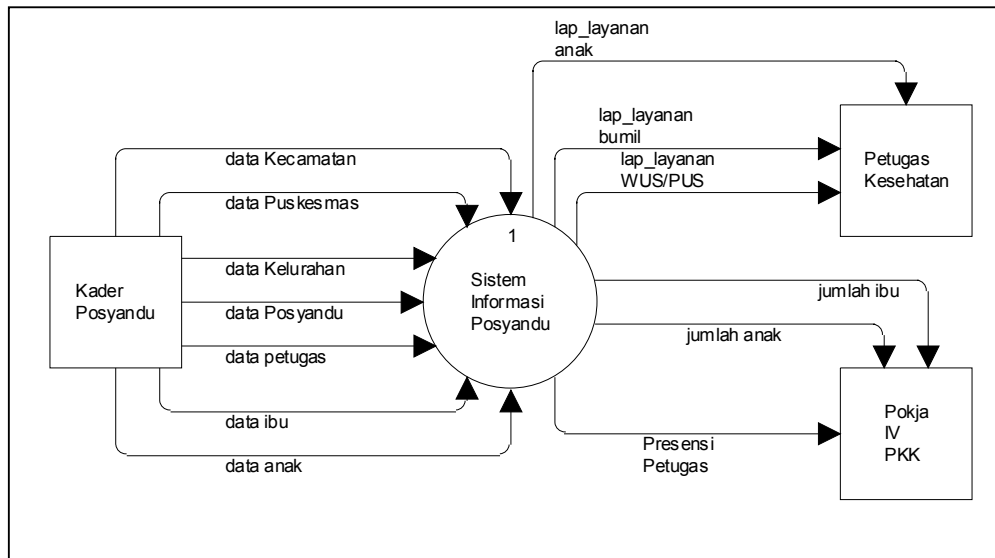 lap_layanan
anak
lap_layanan
bumil
lap_layanan
WUS/PUS
Petugas
Kesehatan
data Kecamatan
data Puskesmas
data Kelurahan
data Posyandu
data petugas
data ibu
data anak
Kader
Posyandu
1
Sistem
Informasi
Posyandu
jumlah ibu
jumlah anak
Presensi
Petugas
Pokja
IV
PKK